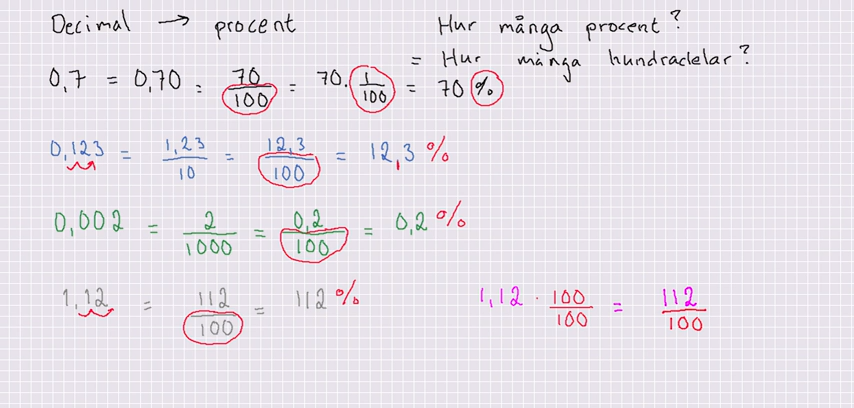 Decimal → procent
Hur många procent?
= Hur många hundradelar?
0,7 = 0,70 = 70/100 = 70 · 1/100 = 70 %
0,123 = 1,23/10 = 12,3/100 = 12,3 %
0,002 = 2/1000 = 0,2/100 = 0,2 %
1,12 = 112/100 = 112 %
1,12 · 100/100 = 112/100